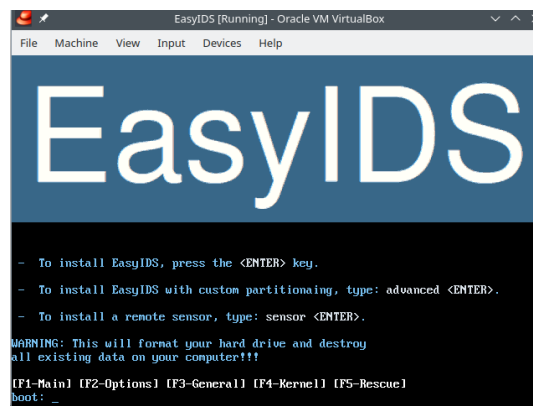 EasyIDS [Running] - Oracle VM VirtualBox
File Machine View Input Devices Help
EasyIDS
- To install EasyIDS, press the <ENTER> key.
- To install EasyIDS with custom partitionaing, type: advanced <ENTER>.
- To install a remote sensor, type: sensor <ENTER>.
WARNING: This will format your hard drive and destroy
all existing data on your computer!!!
[F1-Main] [F2-Options] [F3-General] [F4-Kernel] [F5-Rescue]
boot: _